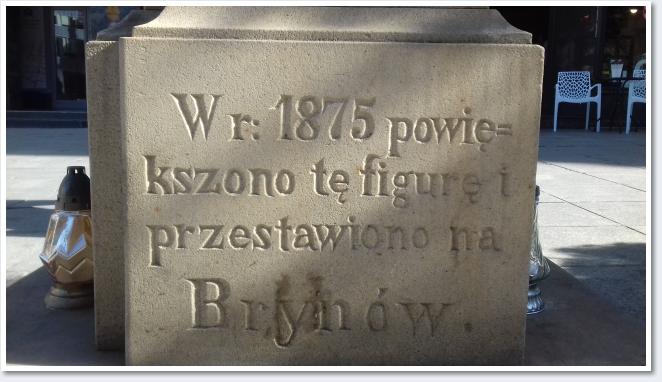 W r: 1875 powię=
kszono tę figurę i
przestawiono na
Brynów.